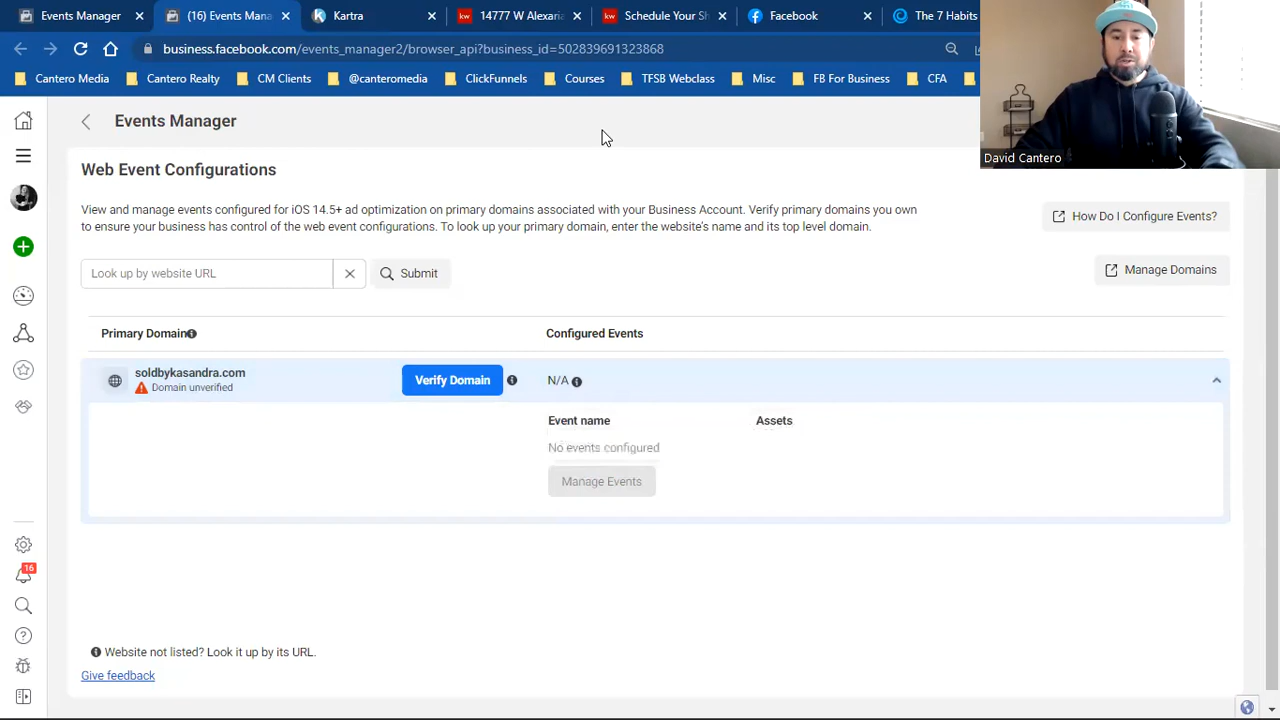 Events Manager
(16) Events Mana
Kartra
14777 W Alexaria
Schedule Your Sh
Facebook
The 7 Habits
business.facebook.com/events_manager2/browser_api?business_id=502839691323868
Cantero Media
Cantero Realty
CM Clients
@canteromedia
ClickFunnels
Courses
TFSB Webclass
Misc
FB For Business
CFA
David Cantero
Events Manager
Web Event Configurations
View and manage events configured for iOS 14.5+ ad optimization on primary domains associated with your Business Account. Verify primary domains you own
to ensure your business has control of the web event configurations. To look up your primary domain, enter the website's name and its top level domain.
How Do I Configure Events?
Look up by website URL
Submit
Manage Domains
Primary Domain
Configured Events
soldbykasandra.com
Domain unverified
Verify Domain
N/A
Event name
Assets
No events configured
Manage Events
16
Website not listed? Look it up by its URL.
Give feedback